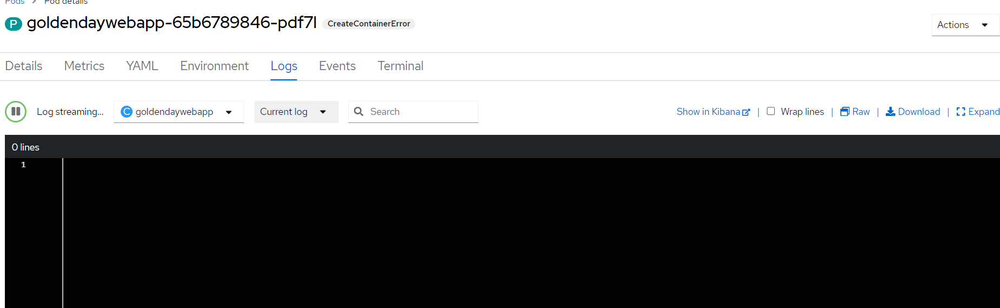 Pods > Pod details
P goldendaywebapp-65b6789846-pdf7l CreateContainerError
Actions
Details Metrics YAML Environment Logs Events Terminal
Log streaming... C goldendaywebapp Current log Search Show in Kibana | Wrap lines | Raw | Download | Expand
0 lines
1